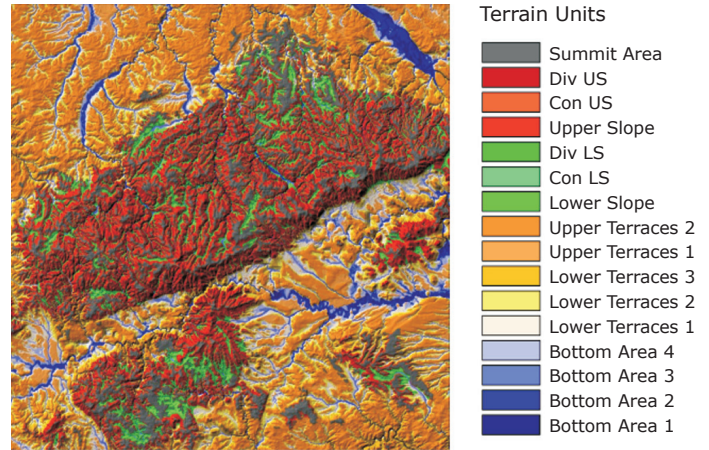 Terrain Units
Summit Area
Div US
Con US
Upper Slope
Div LS
Con LS
Lower Slope
Upper Terraces 2
Upper Terraces 1
Lower Terraces 3
Lower Terraces 2
Lower Terraces 1
Bottom Area 4
Bottom Area 3
Bottom Area 2
Bottom Area 1